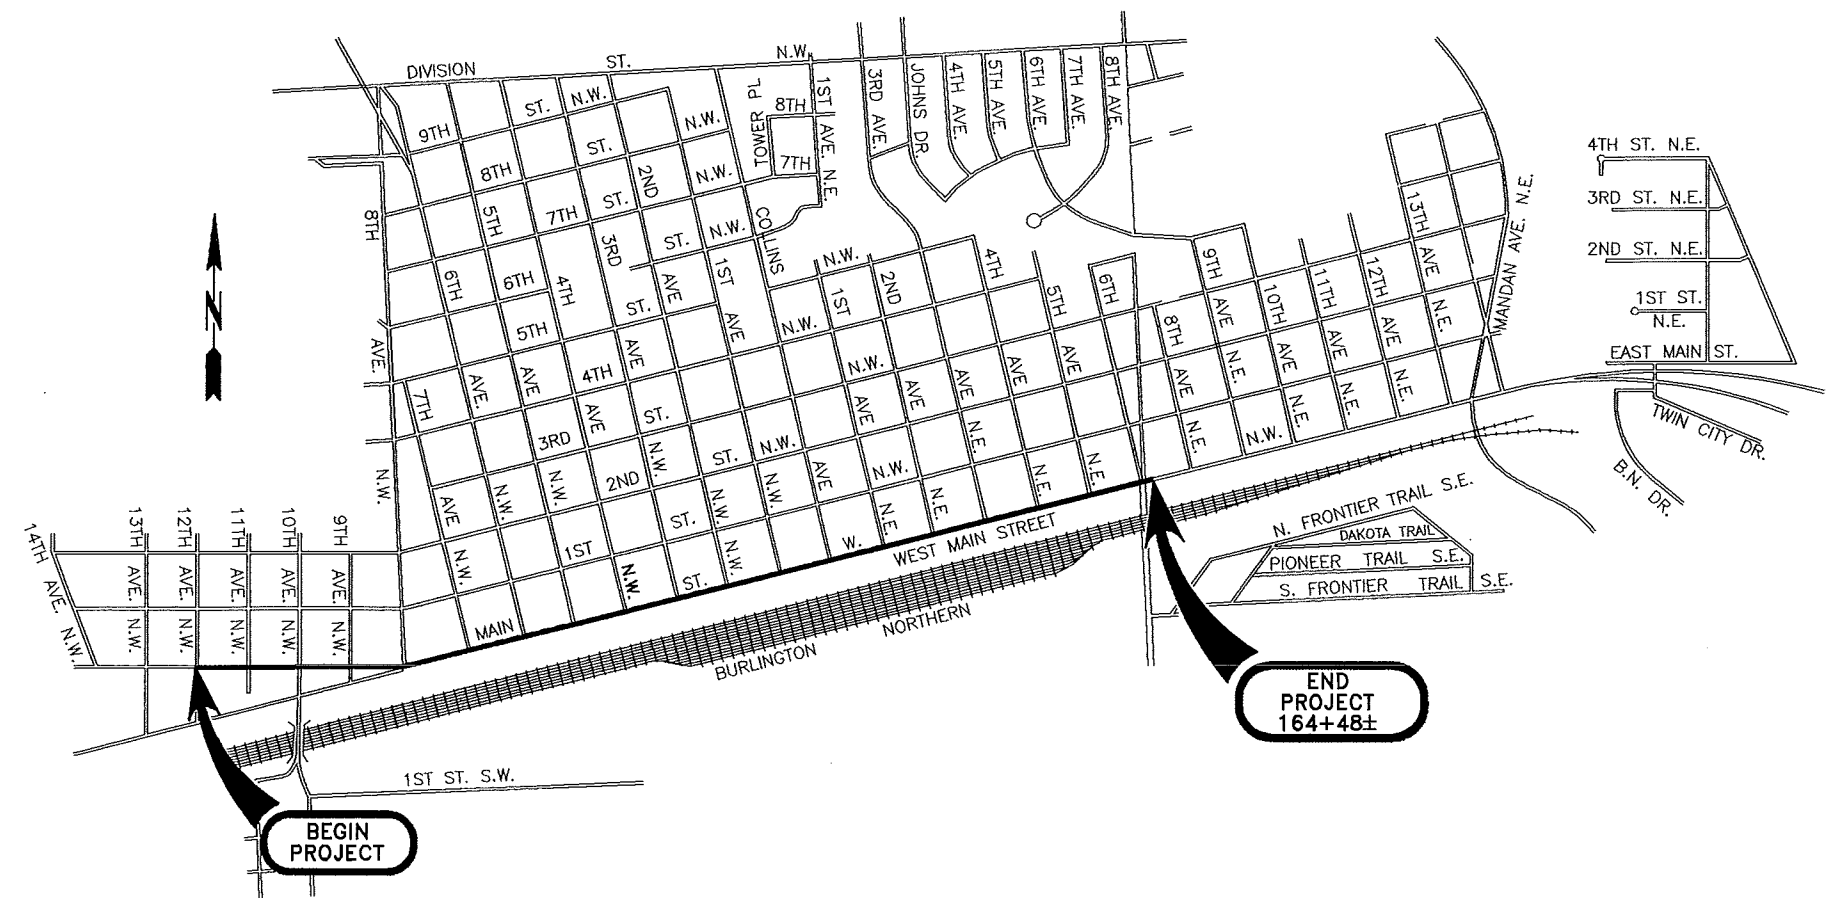 DIVISION ST. N.W.
9TH ST. N.W.
8TH ST. N.W.
7TH ST. N.W.
6TH ST. N.W.
5TH ST. N.W.
4TH ST. N.W.
3RD ST. N.W.
2ND ST. N.W.
1ST ST. W.
MAIN ST.
WEST MAIN STREET
BURLINGTON NORTHERN
TOWER PL
8TH
7TH
1ST AVE. N.E.
3RD AVE.
JOHNS DR.
4TH AVE.
5TH AVE.
6TH AVE.
7TH AVE.
8TH AVE.
COLLINS AVE
8TH AVE. N.W.
7TH AVE N.W.
6TH AVE. N.W.
5TH AVE N.W.
4TH AVE N.W.
3RD AVE N.W.
2ND AVE N.W.
1ST AVE N.W.
1ST AVE N.E.
2ND AVE N.E.
4TH AVE N.E.
5TH AVE N.E.
6TH AVE N.E.
8TH AVE N.E.
9TH AVE N.E.
10TH AVE N.E.
11TH AVE N.E.
12TH AVE N.E.
13TH AVE N.E.
N.W.
MANDAN AVE. N.E.
4TH ST. N.E.
3RD ST. N.E.
2ND ST. N.E.
1ST ST.
N.E.
EAST MAIN ST.
TWIN CITY DR.
B.N. DR.
N. FRONTIER TRAIL S.E.
DAKOTA TRAIL
PIONEER TRAIL S.E.
S. FRONTIER TRAIL S.E.
14TH AVE. N.W.
13TH AVE. N.W.
12TH AVE. N.W.
11TH AVE. N.W.
10TH AVE. N.W.
9TH AVE. N.W.
1ST ST. S.W.
N
BEGIN
PROJECT
END
PROJECT
164+48±